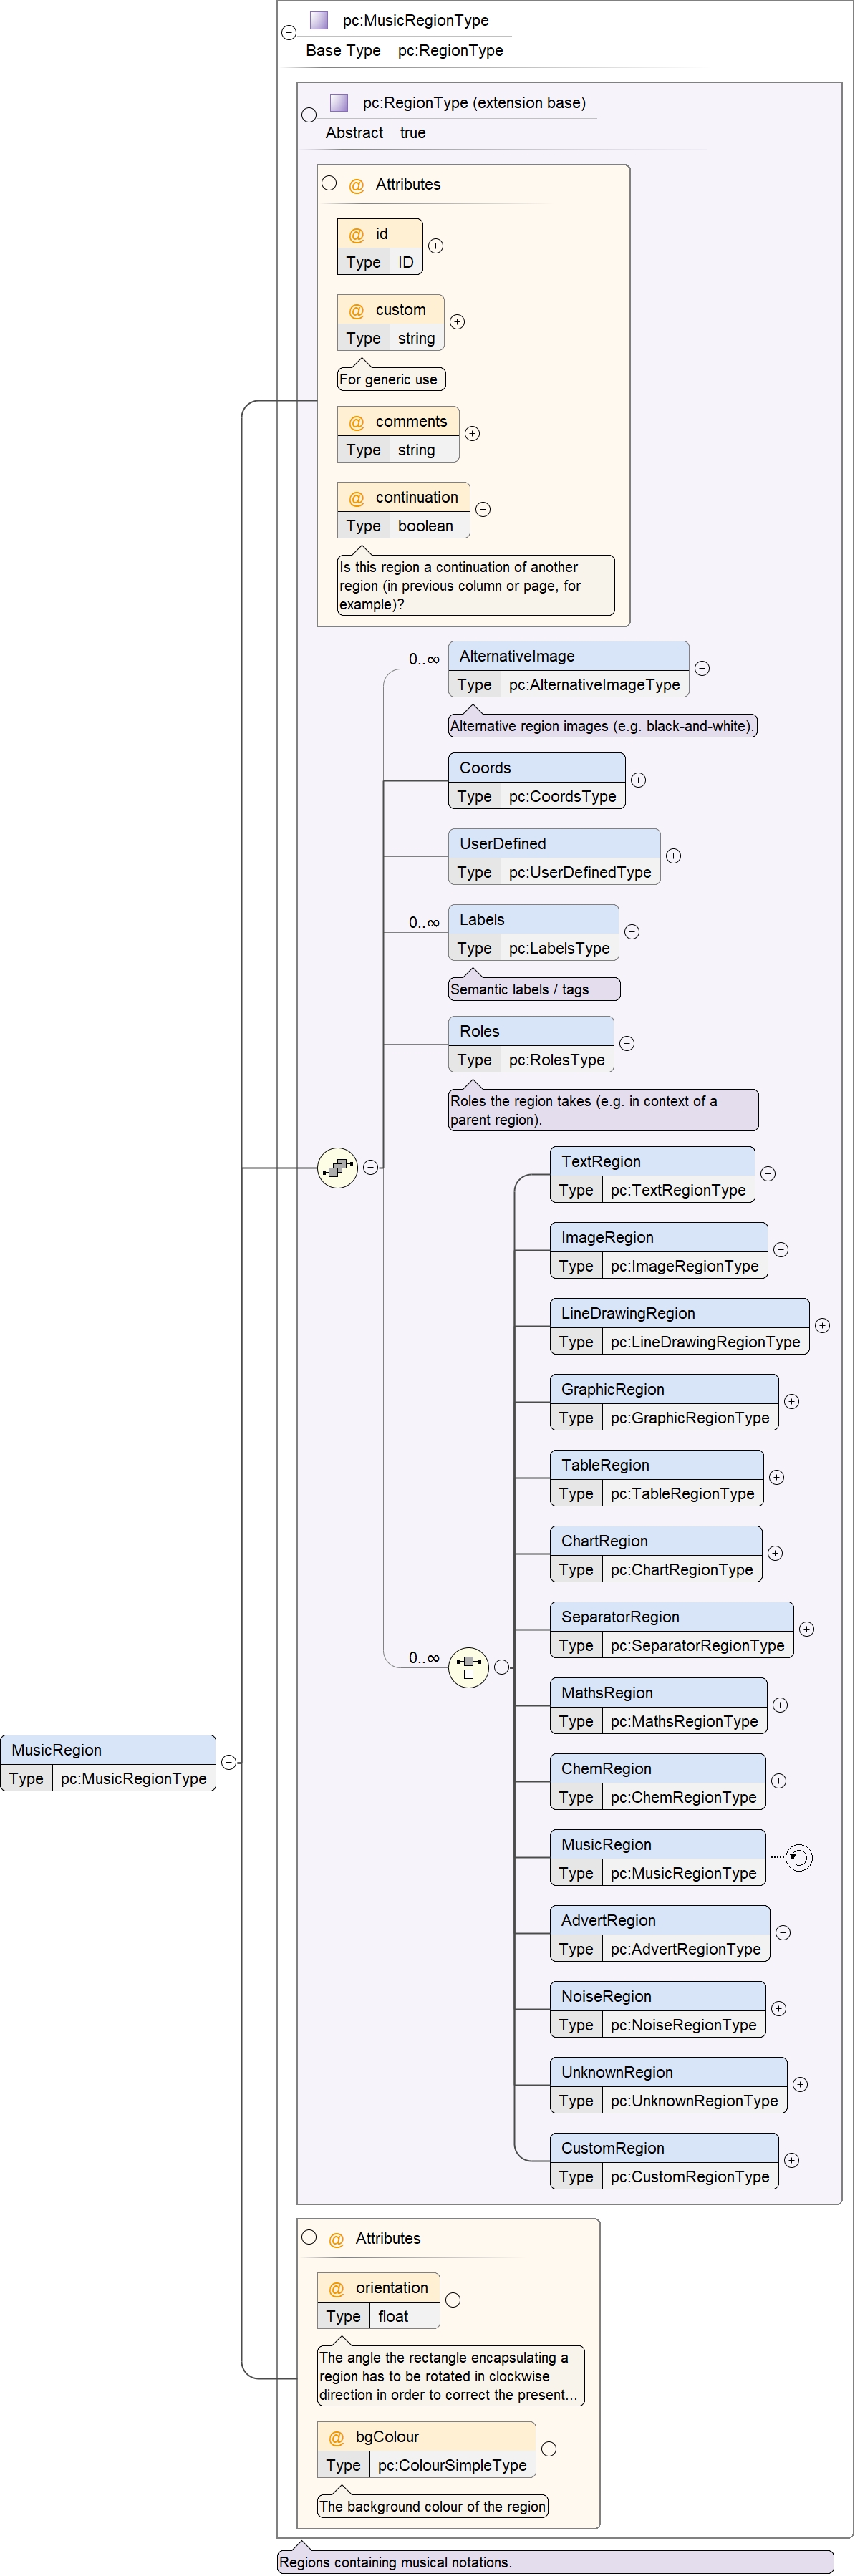 pc:MusicRegionType
Base Type pc:RegionType
pc:RegionType (extension base)
Abstract true
@ Attributes
@ id
Type ID
@ custom
Type string
For generic use
@ comments
Type string
@ continuation
Type boolean
Is this region a continuation of another
region (in previous column or page, for
example)?
0..∞
AlternativeImage
Type pc:AlternativeImageType
Alternative region images (e.g. black-and-white).
Coords
Type pc:CoordsType
UserDefined
Type pc:UserDefinedType
0..∞
Labels
Type pc:LabelsType
Semantic labels / tags
Roles
Type pc:RolesType
Roles the region takes (e.g. in context of a
parent region).
TextRegion
Type pc:TextRegionType
ImageRegion
Type pc:ImageRegionType
LineDrawingRegion
Type pc:LineDrawingRegionType
GraphicRegion
Type pc:GraphicRegionType
TableRegion
Type pc:TableRegionType
ChartRegion
Type pc:ChartRegionType
SeparatorRegion
Type pc:SeparatorRegionType
0..∞
MathsRegion
Type pc:MathsRegionType
MusicRegion
Type pc:MusicRegionType
ChemRegion
Type pc:ChemRegionType
MusicRegion
Type pc:MusicRegionType
AdvertRegion
Type pc:AdvertRegionType
NoiseRegion
Type pc:NoiseRegionType
UnknownRegion
Type pc:UnknownRegionType
CustomRegion
Type pc:CustomRegionType
@ Attributes
@ orientation
Type float
The angle the rectangle encapsulating a
region has to be rotated in clockwise
direction in order to correct the present...
@ bgColour
Type pc:ColourSimpleType
The background colour of the region
Regions containing musical notations.